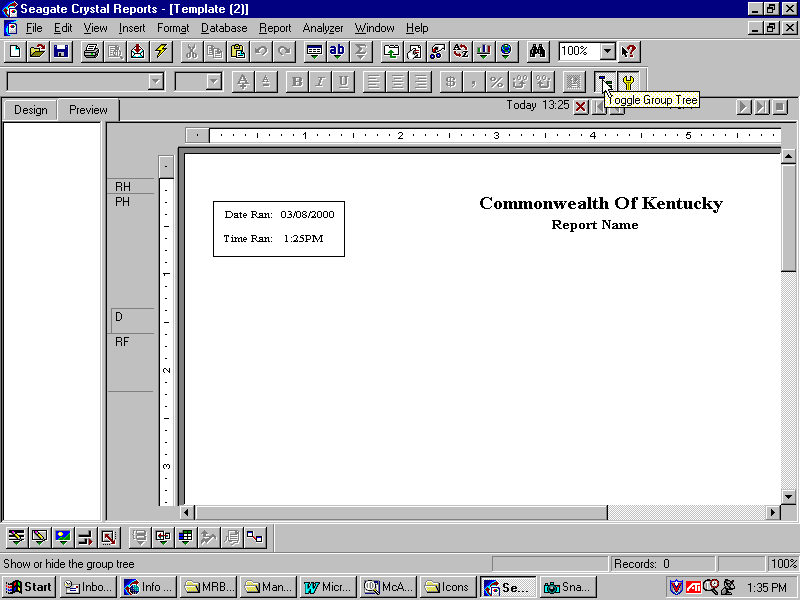 Seagate Crystal Reports - [Template (2)]
File Edit View Insert Format Database Report Analyzer Window Help
ab Σ 100%
B I U $ , %
Design Preview Today 13:25 Toggle Group Tree
1 2 3 4 5
RH
PH
Date Ran: 03/08/2000
Time Ran: 1:25PM
Commonwealth Of Kentucky
Report Name
1
D
RF
2
3
Show or hide the group tree Records: 0 100%
Start Inbo... Info ... MRB... Man... Micr... McA... Icons Se... Sna... 1:35 PM